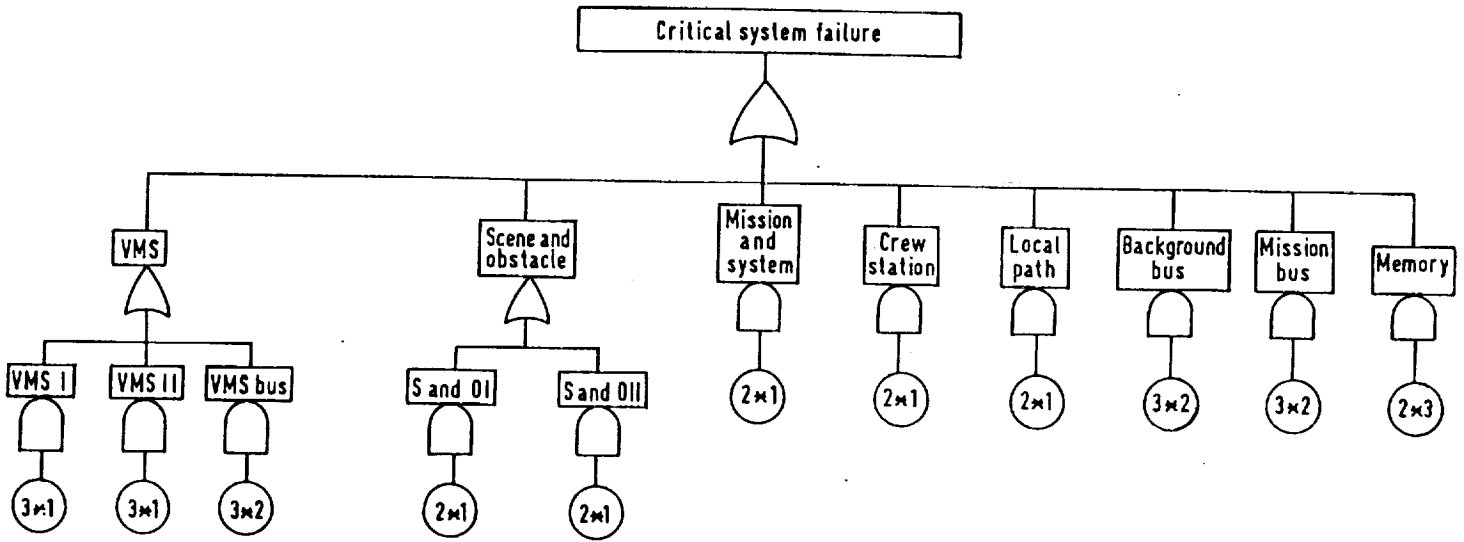 Critical system failure
VMS
Scene and
obstacle
Mission
and
system
Crew
station
Local
path
Background
bus
Mission
bus
Memory
VMS I
VMS II
VMS bus
S and OI
S and OII
2*1
2*1
2*1
3*2
3*2
2*3
3*1
3*1
3*2
2*1
2*1